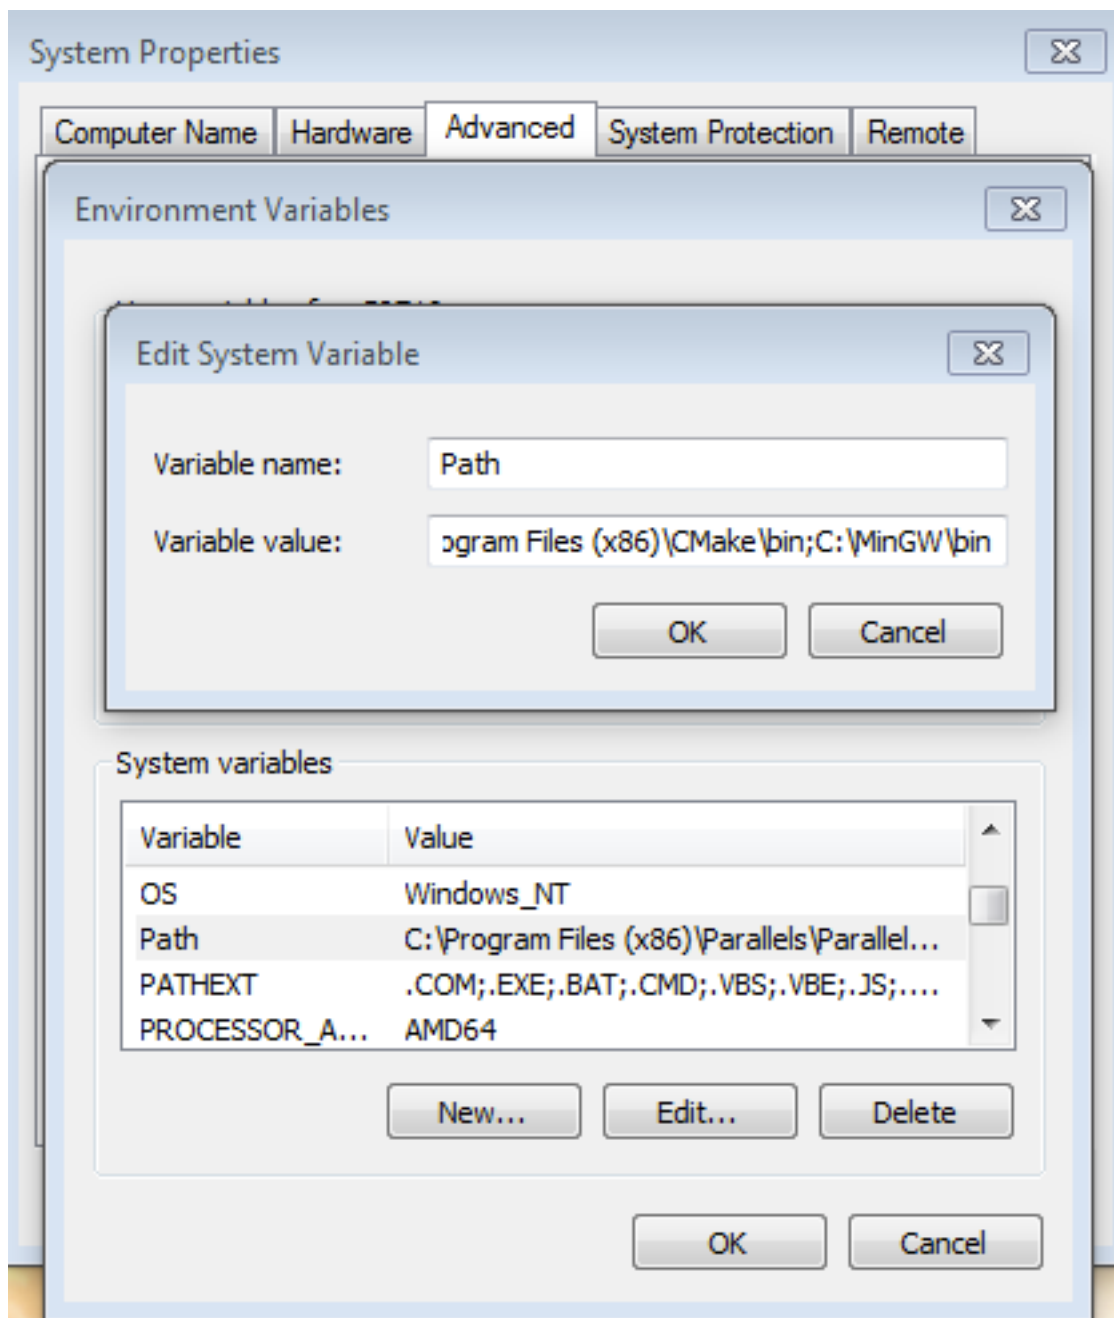 System Properties
Computer Name Hardware Advanced System Protection Remote
Environment Variables
Edit System Variable
Variable name: Path
Variable value: ogram Files (x86)\CMake\bin;C:\MinGW\bin
OK Cancel
System variables
Variable Value
OS Windows_NT
Path C:\Program Files (x86)\Parallels\Parallel...
PATHEXT .COM;.EXE;.BAT;.CMD;.VBS;.VBE;.JS;....
PROCESSOR_A... AMD64
New... Edit... Delete
OK Cancel